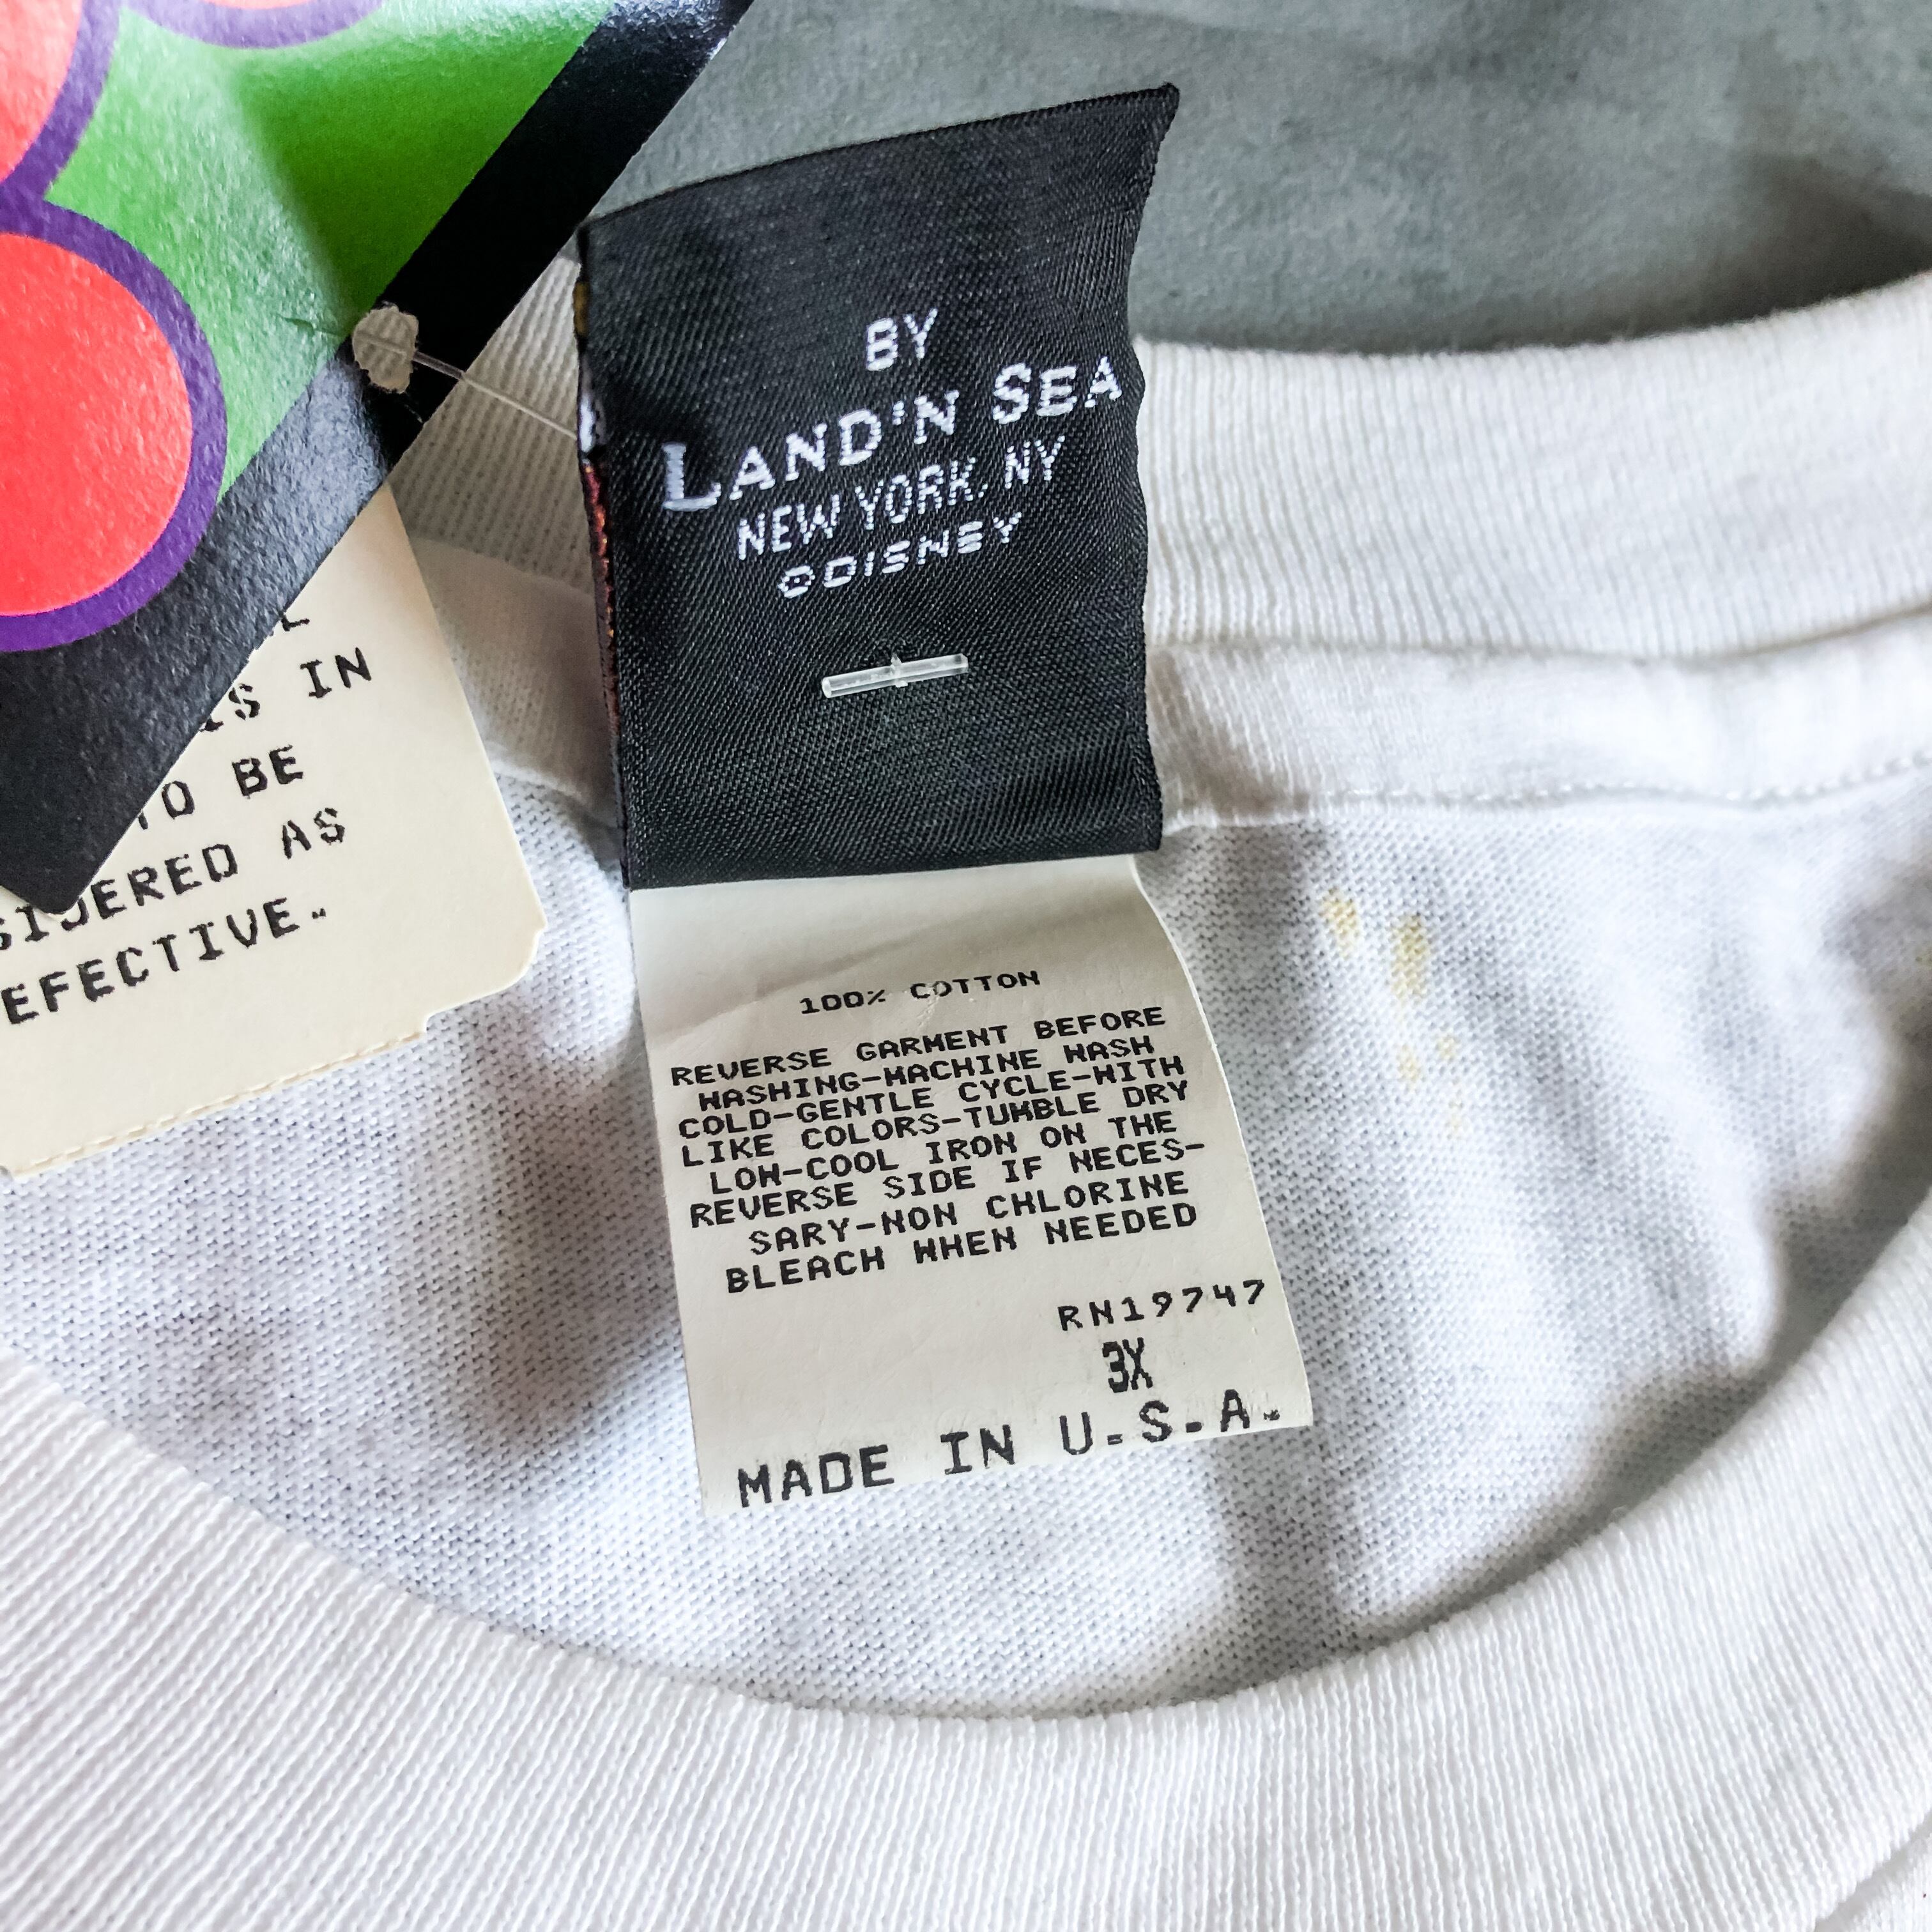 BY
LAND'N SEA
NEW YORK, NY
©DISNEY
IS IN
TO BE
AS
100% COTTON
REVERSE GARMENT BEFORE
WASHING-MACHINE WASH
COLD-GENTLE CYCLE-WITH
LIKE COLORS-TUMBLE DRY
LOW-COOL IRON ON THE
REVERSE SIDE IF NECES-
SARY-NON CHLORINE
BLEACH WHEN NEEDED
RN19747
3X
MADE IN U.S.A.